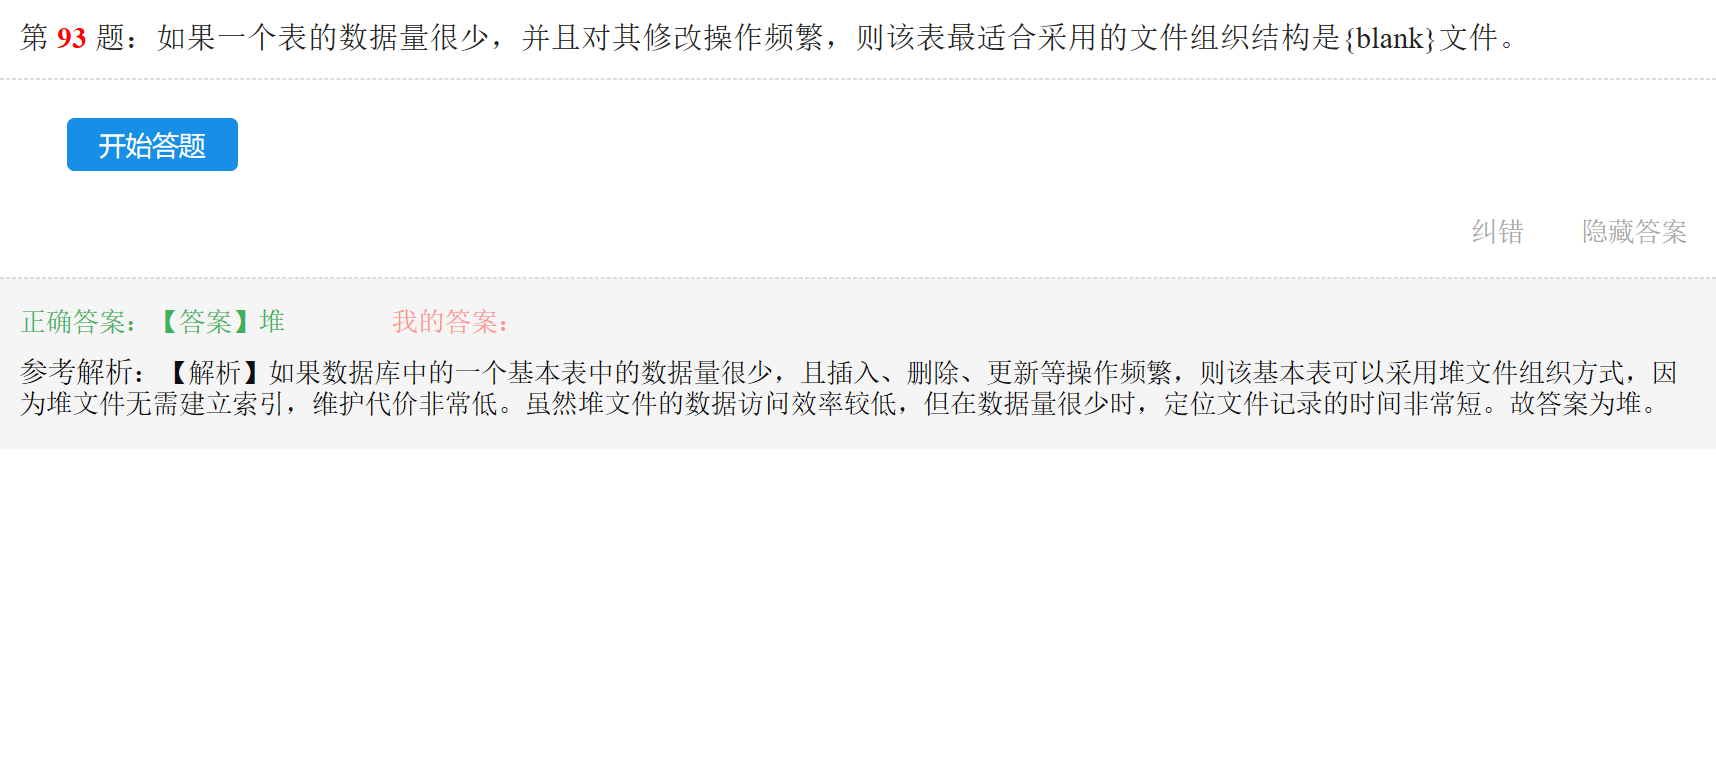 第 93 题：如果一个表的数据量很少，并且对其修改操作频繁，则该表最适合采用的文件组织结构是{blank}文件。
开始答题
纠错 隐藏答案
正确答案：【答案】堆 我的答案：
参考解析：【解析】如果数据库中的一个基本表中的数据量很少，且插入、删除、更新等操作频繁，则该基本表可以采用堆文件组织方式，因
为堆文件无需建立索引，维护代价非常低。虽然堆文件的数据访问效率较低，但在数据量很少时，定位文件记录的时间非常短。故答案为堆。